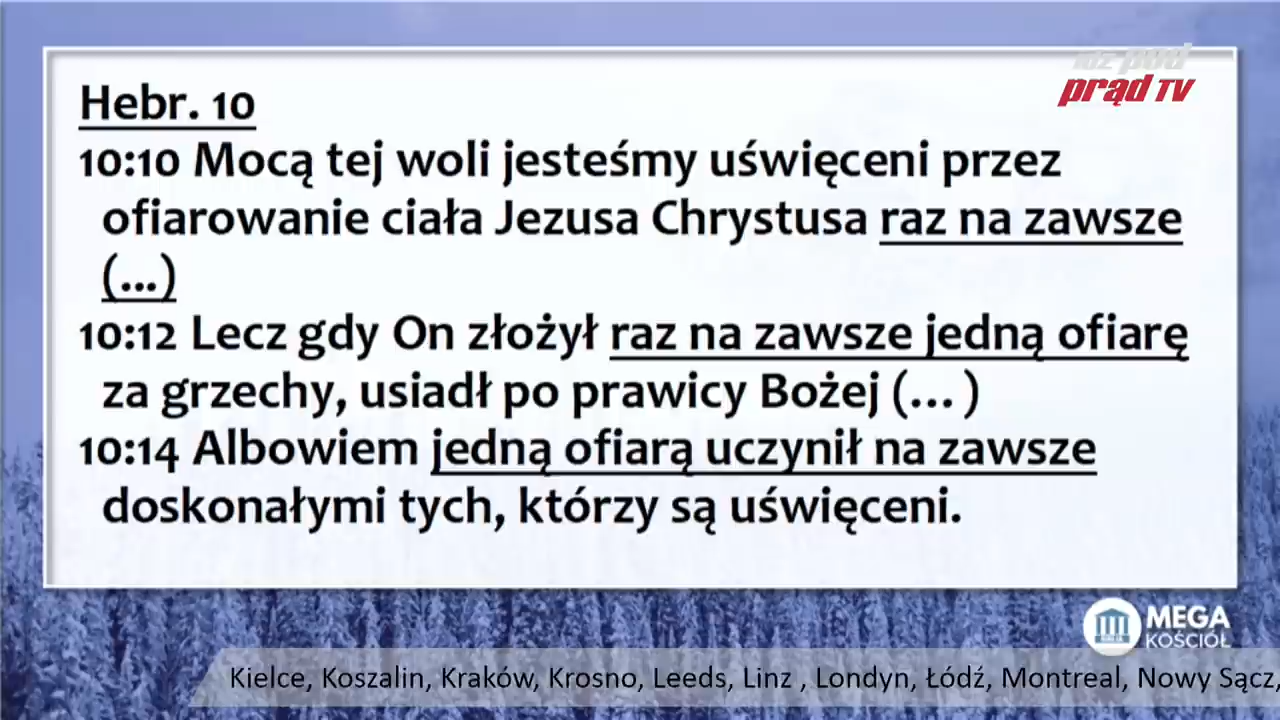 idź pod
prąd TV
Hebr. 10
10:10 Mocą tej woli jesteśmy uświęceni przez
ofiarowanie ciała Jezusa Chrystusa raz na zawsze
(...)
10:12 Lecz gdy On złożył raz na zawsze jedną ofiarę
za grzechy, usiadł po prawicy Bożej (... )
10:14 Albowiem jedną ofiarą uczynił na zawsze
doskonałymi tych, którzy są uświęceni.
MEGA
KOŚCIÓŁ
Kielce, Koszalin, Kraków, Krosno, Leeds, Linz , Londyn, Łódź, Montreal, Nowy Sącz,